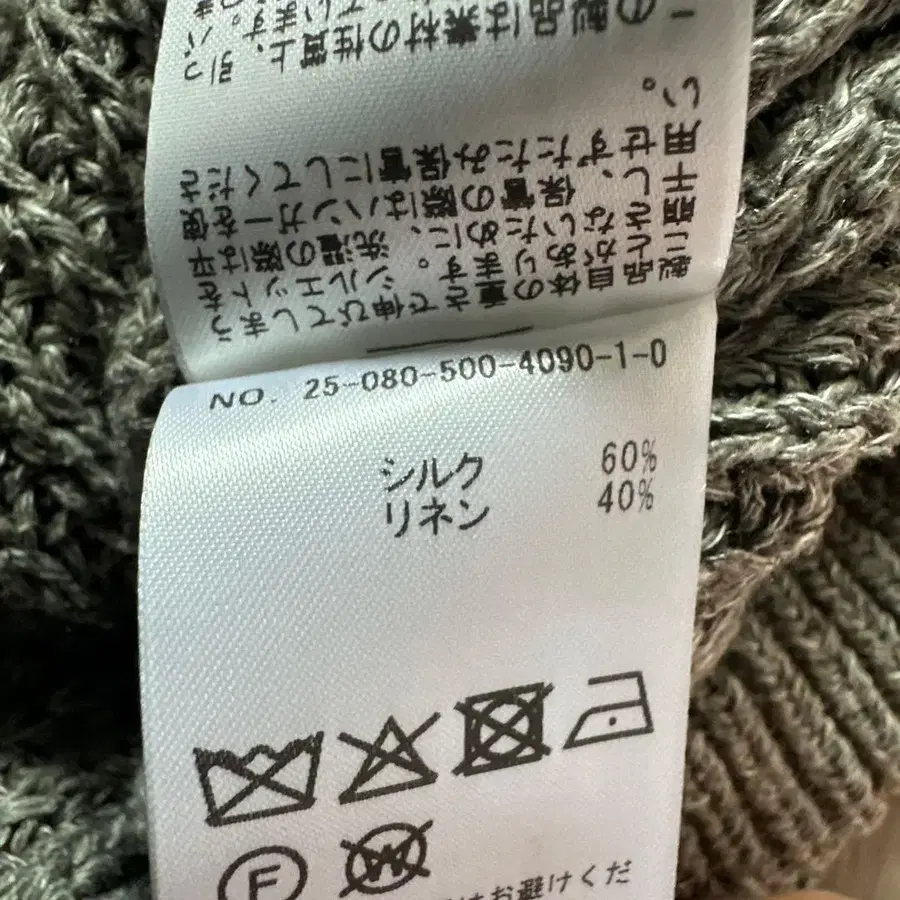 製品自体の重さで伸びてしまう
ことがあります。シルエットを
崩さないために、洗濯の際は平
干し、保管の際はハンガーを使
用せずたたみ保管にしてくださ
い。
この製品は素材の性質上、引っ
NO. 25-080-500-4090-1-0
シルク 60%
リネン 40%
F W
はお避けくだ